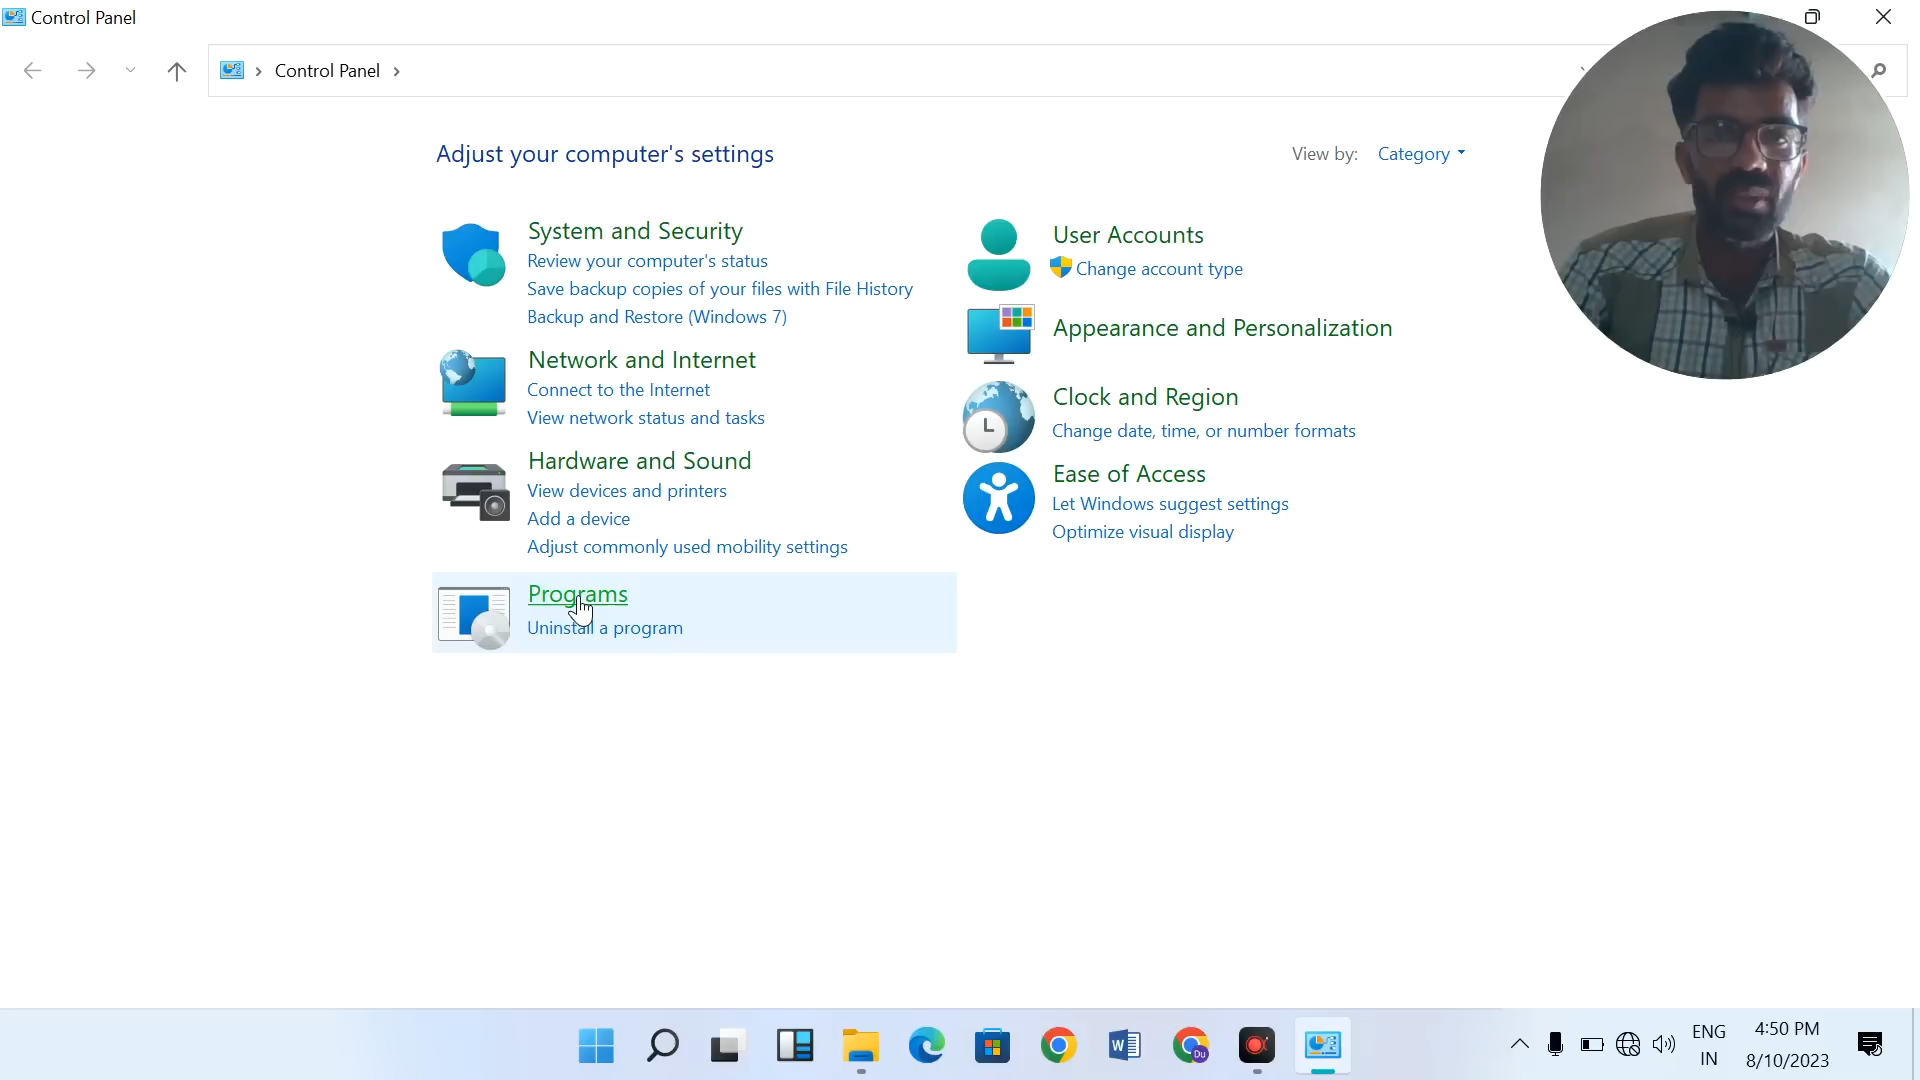 Control Panel
Control Panel
Adjust your computer's settings
View by: Category
System and Security
Review your computer's status
Save backup copies of your files with File History
Backup and Restore (Windows 7)
Network and Internet
Connect to the Internet
View network status and tasks
Hardware and Sound
View devices and printers
Add a device
Adjust commonly used mobility settings
Programs
Uninstall a program
User Accounts
Change account type
Appearance and Personalization
Clock and Region
Change date, time, or number formats
Ease of Access
Let Windows suggest settings
Optimize visual display
W
Du
ENG
IN
4:50 PM
8/10/2023